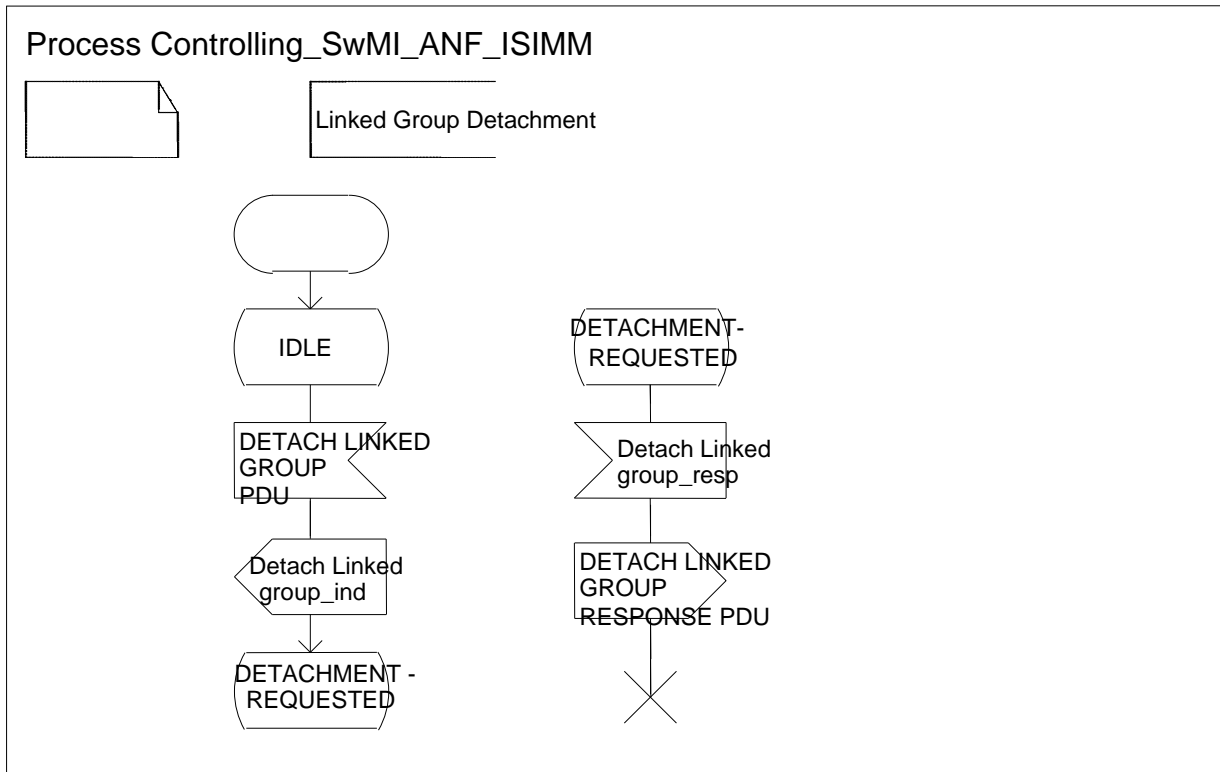 Process Controlling_SwMI_ANF_ISIMM
Linked Group Detachment
IDLE
DETACH LINKED
GROUP
PDU
Detach Linked
group_ind
DETACHMENT -
REQUESTED
DETACHMENT-
REQUESTED
Detach Linked
group_resp
DETACH LINKED
GROUP
RESPONSE PDU